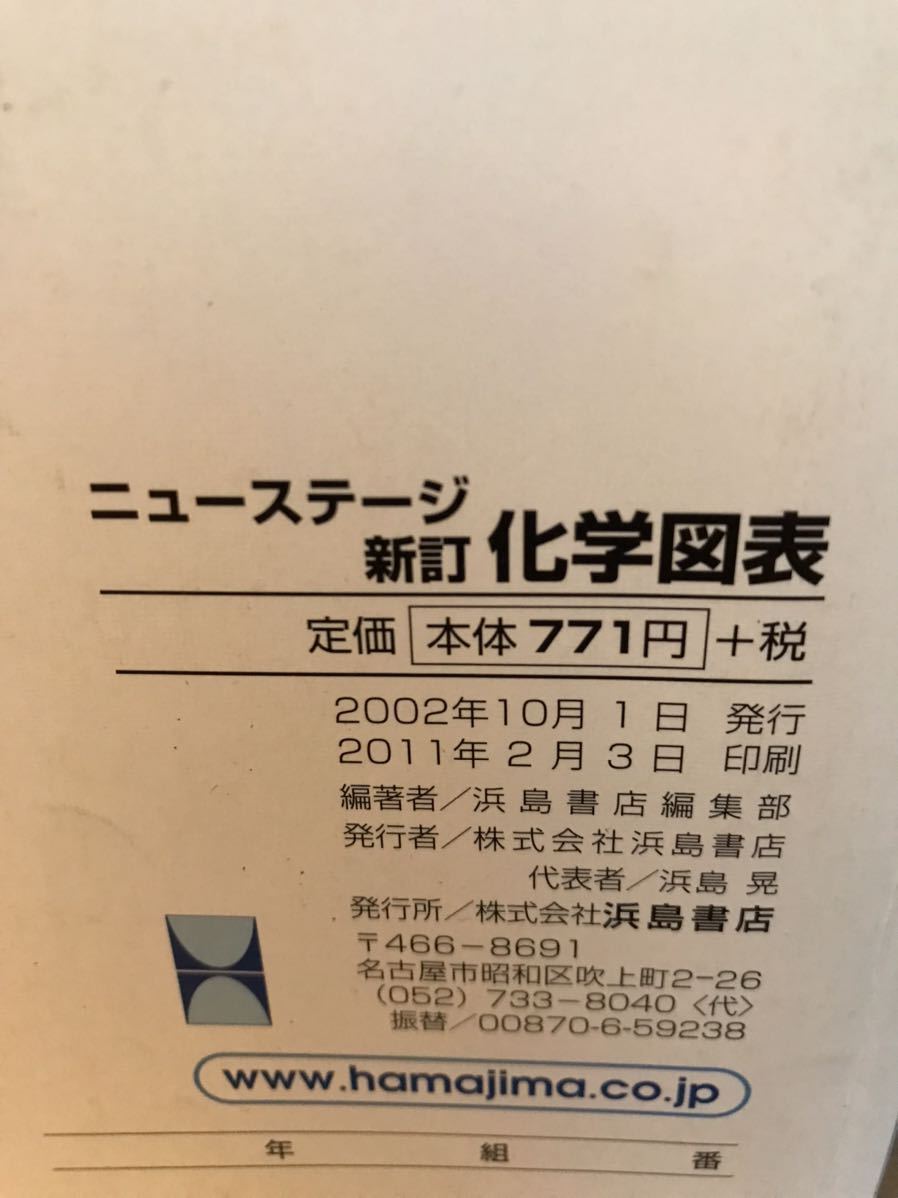 ニューステージ
新訂 化学図表
定価 本体771円 +税
2002年10月 1 日 発行
2011年 2 月 3 日 印刷
編著者/浜島書店編集部
発行者/株式会社浜島書店
代表者/浜島 晃
発行所/株式会社浜島書店
〒466-8691
名古屋市昭和区吹上町2-26
(052) 733-8040 〈代〉
振替/00870-6-59238
www.hamajima.co.jp
年 組 番